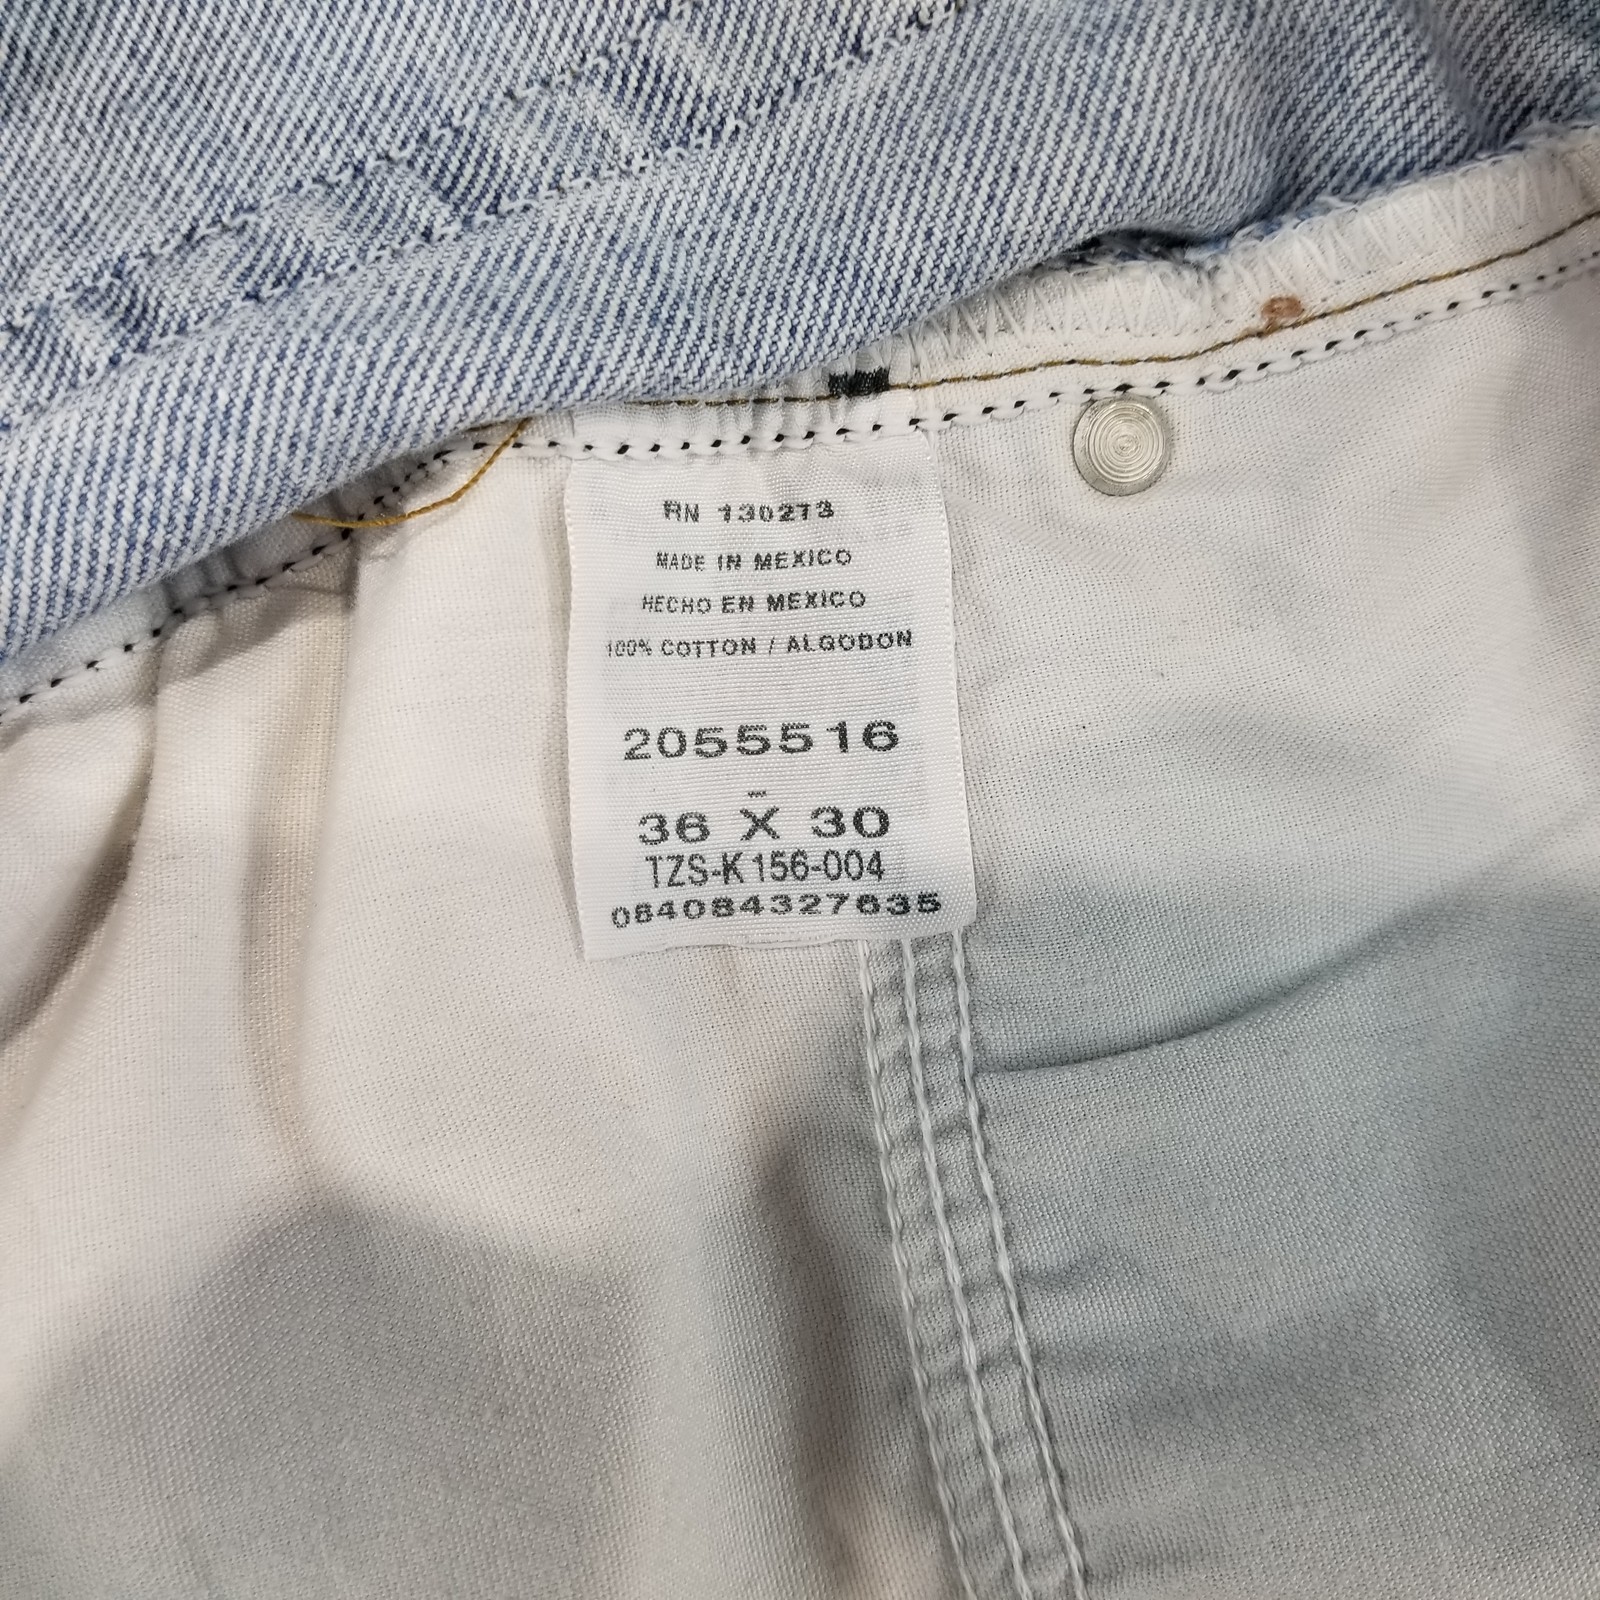 RN 130273
MADE IN MEXICO
HECHO EN MEXICO
100% COTTON / ALGODON
2055516
36 X 30
TZS-K156-004
084084327635